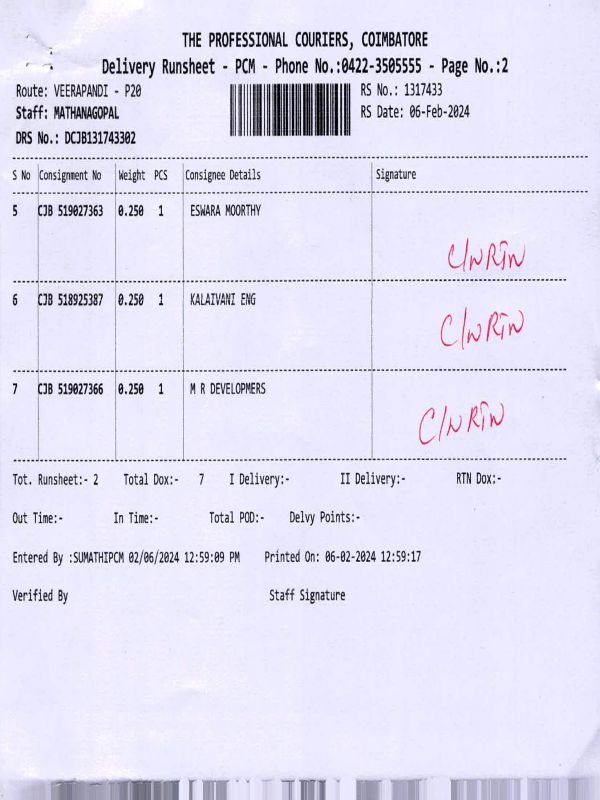 THE PROFESSIONAL COURIERS, COIMBATORE
Delivery Runsheet - PCM - Phone No.:0422-3505555 - Page No.:2
Route: VEERAPANDI - P20 RS No.: 1317433
Staff: MATHANAGOPAL RS Date: 06-Feb-2024
DRS No.: DCJB131743302
S No Consignment No Weight PCS Consignee Details Signature
5 CJB 519027363 0.250 1 ESWARA MOORTHY
C/N RTN
6 CJB 518925387 0.250 1 KALAIVANI ENG
C/N RTN
7 CJB 519027366 0.250 1 M R DEVELOPMERS
C/N RTN
Tot. Runsheet:- 2 Total Dox:- 7 I Delivery:- II Delivery:- RTN Dox:-
Out Time:- In Time:- Total POD:- Delvy Points:-
Entered By :SUMATHIPCM 02/06/2024 12:59:09 PM Printed On: 06-02-2024 12:59:17
Verified By Staff Signature